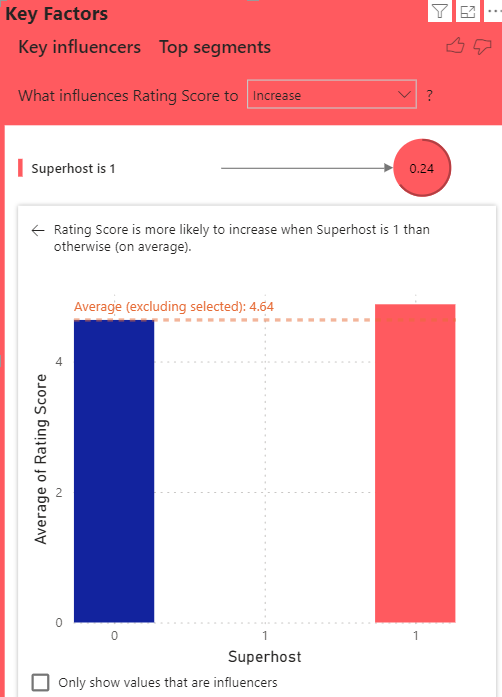 Key Factors
Key influencers Top segments
What influences Rating Score to Increase ?
Superhost is 1 0.24
← Rating Score is more likely to increase when Superhost is 1 than
otherwise (on average).
Average (excluding selected): 4.64
4
2
0
Average of Rating Score
0 1 1
Superhost
Only show values that are influencers